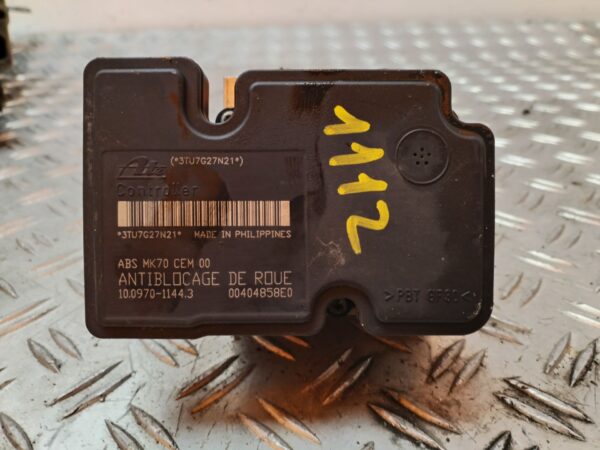 (*3TU7G27N21*)
Ate
Controller
*3TU7G27N21* MADE IN PHILIPPINES
ABS MK70 CEM 00
ANTIBLOCAGE DE ROUE
10.0970-1144.3 00404858E0
1112
>PBT GF30<